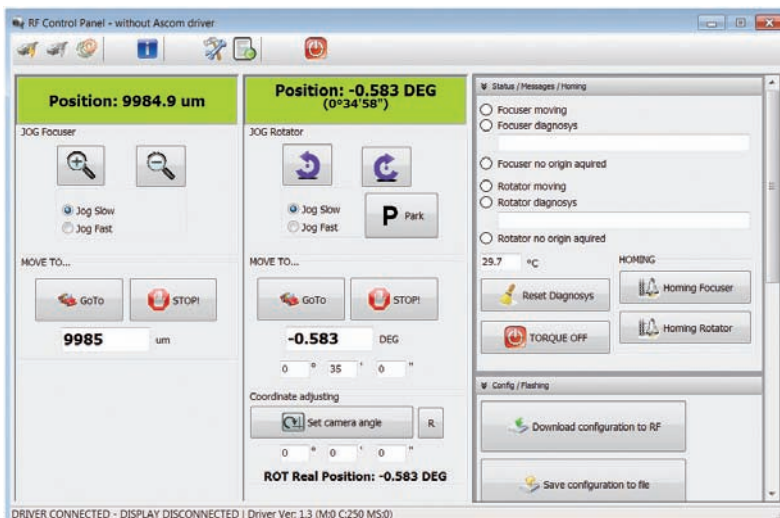 RF Control Panel - without Ascom driver
Position: 9984.9 um
JOG Focuser
Jog Slow
Jog Fast
MOVE TO...
GoTo
STOP!
9985 um
Position: -0.583 DEG
(0°34'58")
JOG Rotator
Jog Slow
Jog Fast
P Park
MOVE TO...
GoTo
STOP!
-0.583 DEG
0 ° 35 ' 0 "
Coordinate adjusting
Set camera angle
R
0 ° 0 ' 0 "
ROT Real Position: -0.583 DEG
Status / Messages / Homing
Focuser moving
Focuser diagnosys
Focuser no origin aquired
Rotator moving
Rotator diagnosys
Rotator no origin aquired
29.7 °C
HOMING
Reset Diagnosys
Homing Focuser
TORQUE OFF
Homing Rotator
Config / Flashing
Download configuration to RF
Save configuration to file
DRIVER CONNECTED - DISPLAY DISCONNECTED | Driver Ver: 1.3 (M:0 C:250 MS:0)